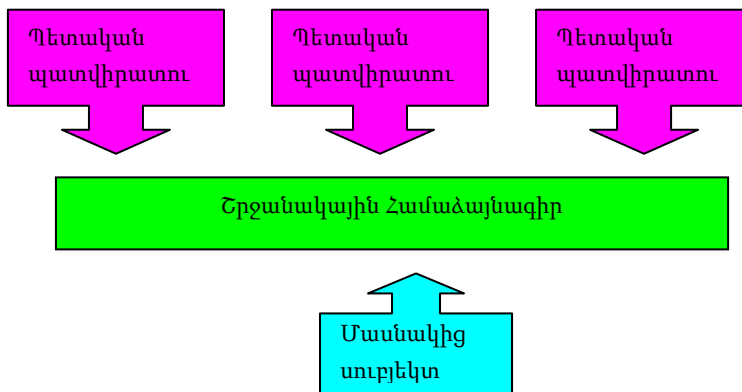 Պետական
պատվիրատու
Պետական
պատվիրատու
Պետական
պատվիրատու
Շրջանակային Համաձայնագիր
Մասնակից
սուբյեկտ